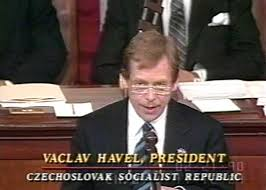 VACLAV HAVEL, PRESIDENT
CZECHOSLOVAK SOCIALIST REPUBLIC